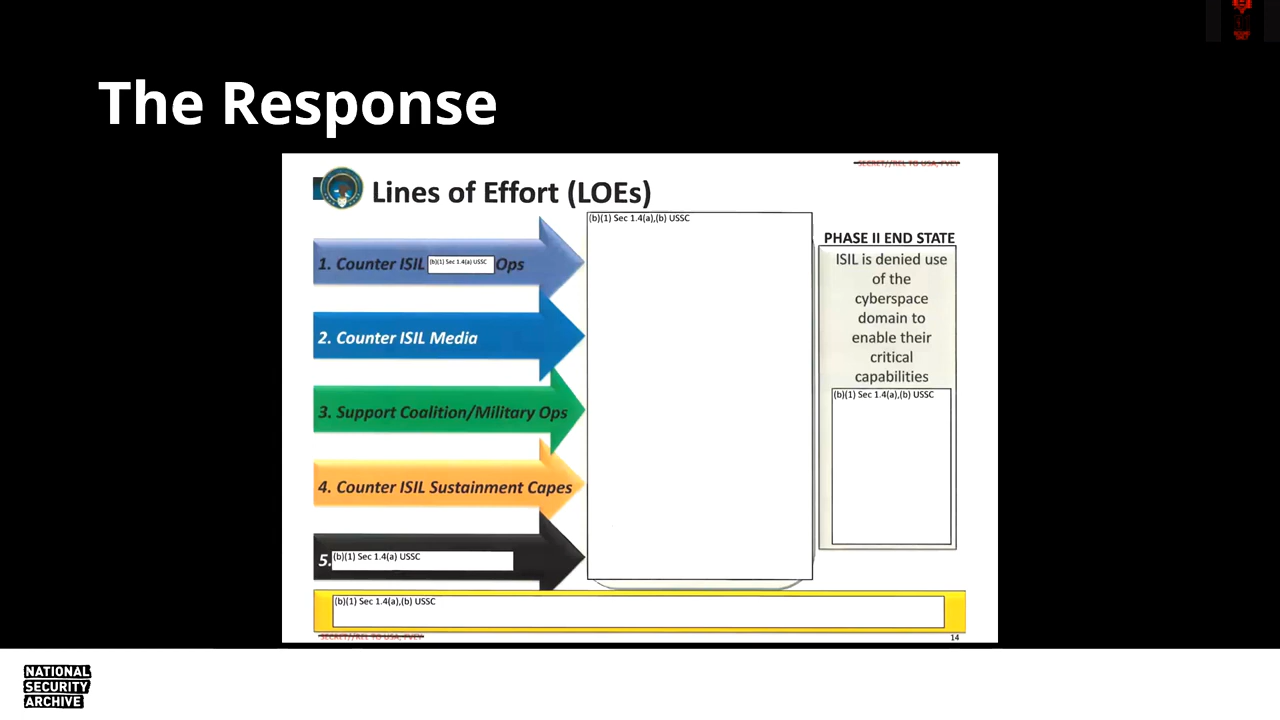 The Response
SECRET//REL TO USA, FVEY
Lines of Effort (LOEs)
1. Counter ISIL (b)(1) Sec 1.4(a) USSC Ops
2. Counter ISIL Media
3. Support Coalition/Military Ops
4. Counter ISIL Sustainment Capes
5. (b)(1) Sec 1.4(a) USSC
(b)(1) Sec 1.4(a),(b) USSC
PHASE II END STATE
ISIL is denied use
of the
cyberspace
domain to
enable their
critical
capabilities
(b)(1) Sec 1.4(a),(b) USSC
(b)(1) Sec 1.4(a),(b) USSC
SECRET//REL TO USA, FVEY
14
NATIONAL
SECURITY
ARCHIVE